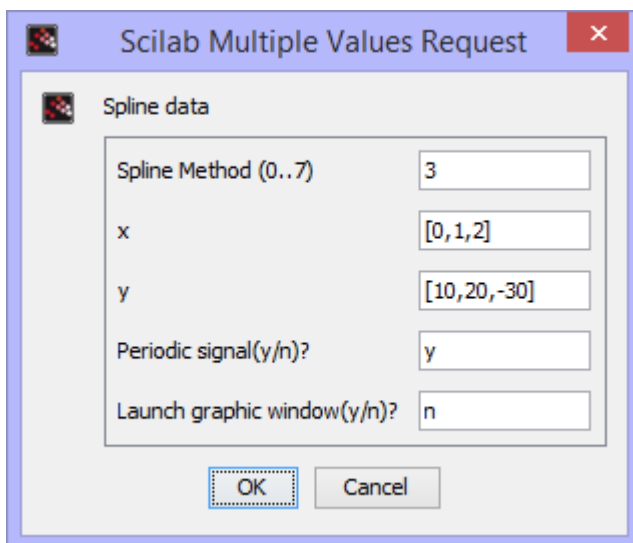 Scilab Multiple Values Request
Spline data
Spline Method (0..7) 3
x [0,1,2]
y [10,20,-30]
Periodic signal(y/n)? y
Launch graphic window(y/n)? n
OK Cancel